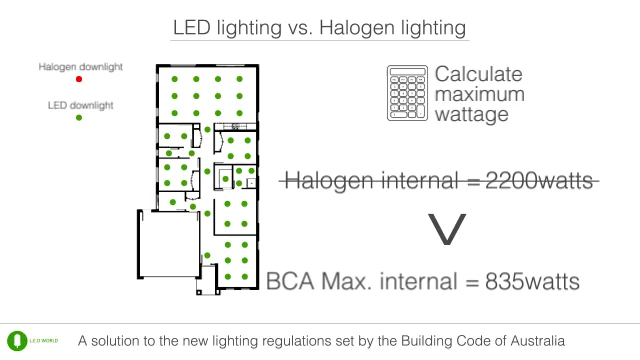 LED lighting vs. Halogen lighting
Halogen downlight
LED downlight
Calculate
maximum
wattage
Halogen internal = 2200watts
V
BCA Max. internal = 835watts
L.E.D WORLD
A solution to the new lighting regulations set by the Building Code of Australia